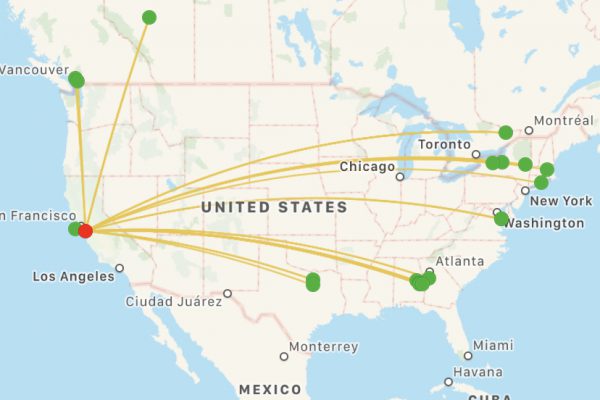 Vancouver
Montréal
Toronto
Chicago
New York
UNITED STATES
n Francisco
Washington
Los Angeles
Atlanta
Ciudad Juárez
Monterrey
Miami
Havana
MEXICO
CUBA